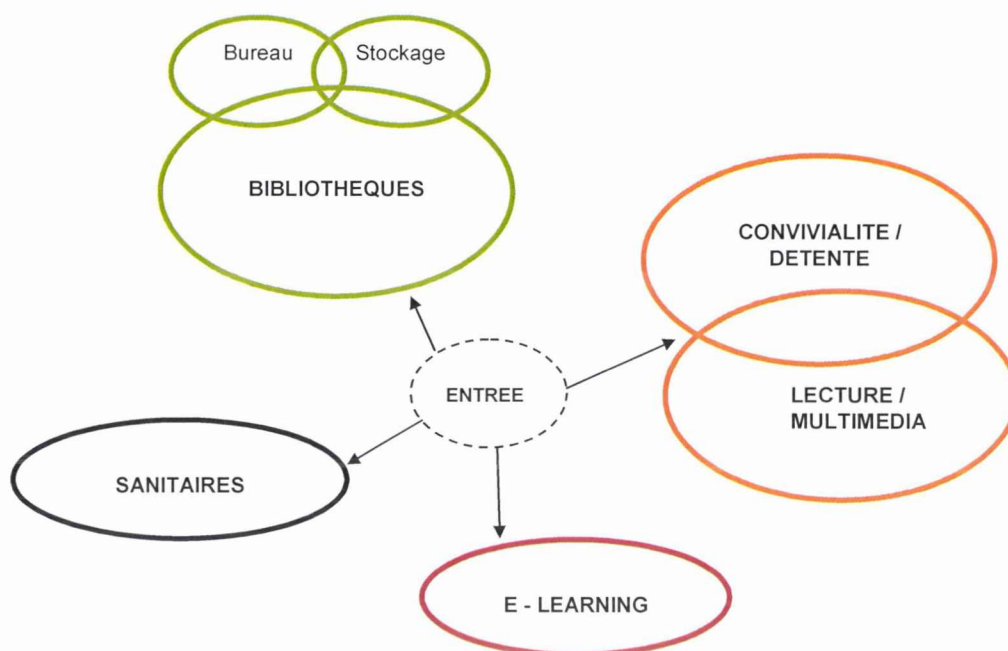 Bureau
Stockage
BIBLIOTHEQUES
CONVIVIALITE /
DETENTE
ENTREE
LECTURE /
MULTIMEDIA
SANITAIRES
E - LEARNING